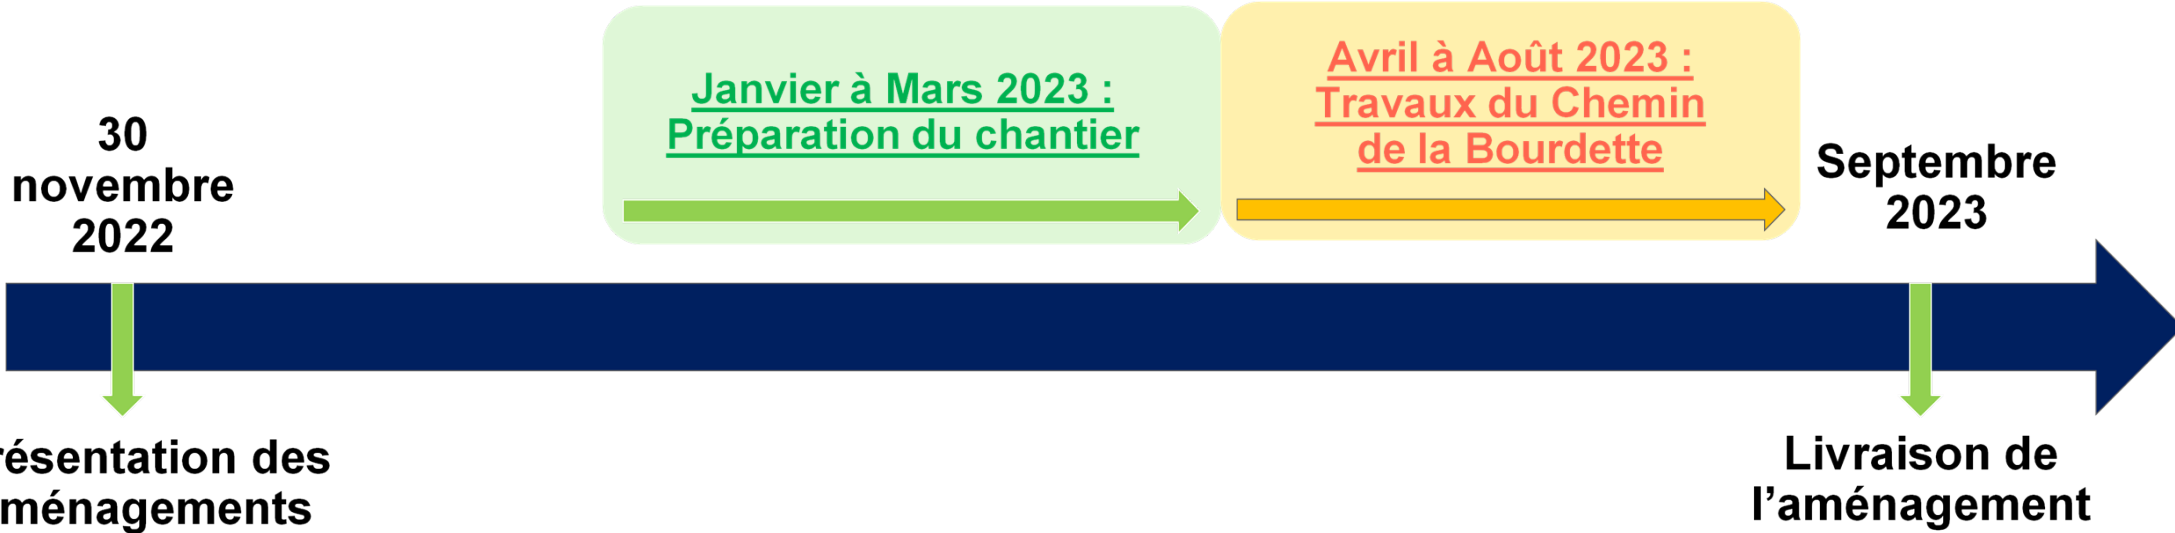 30
novembre
2022
Janvier à Mars 2023 :
Préparation du chantier
Avril à Août 2023 :
Travaux du Chemin
de la Bourdette
Septembre
2023
résentation des
ménagements
Livraison de
l’aménagement